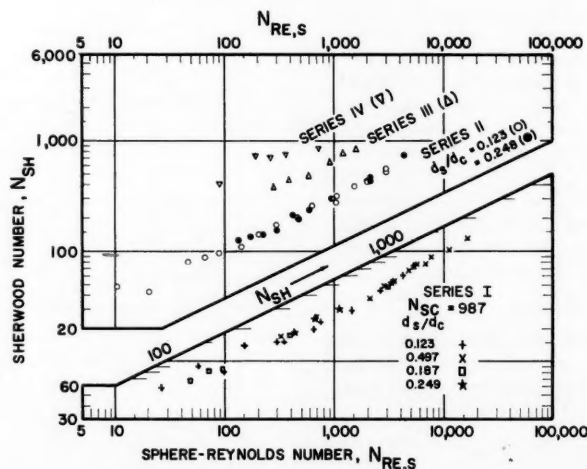 N_RE,S
5 10 100 1,000 10,000 100,000
6,000
1,000
100
20
60
30
SHERWOOD NUMBER, N_SH
SERIES IV (∇)
SERIES III (Δ)
SERIES II
d_s/d_c = 0.123 (O)
= 0.248 (●)
N_SH
100
1,000
SERIES I
N_SC = 987
d_s/d_c
0.123 +
0.497 x
0.187 □
0.249 ★
5 10 100 1,000 10,000 100,000
SPHERE-REYNOLDS NUMBER, N_RE,S